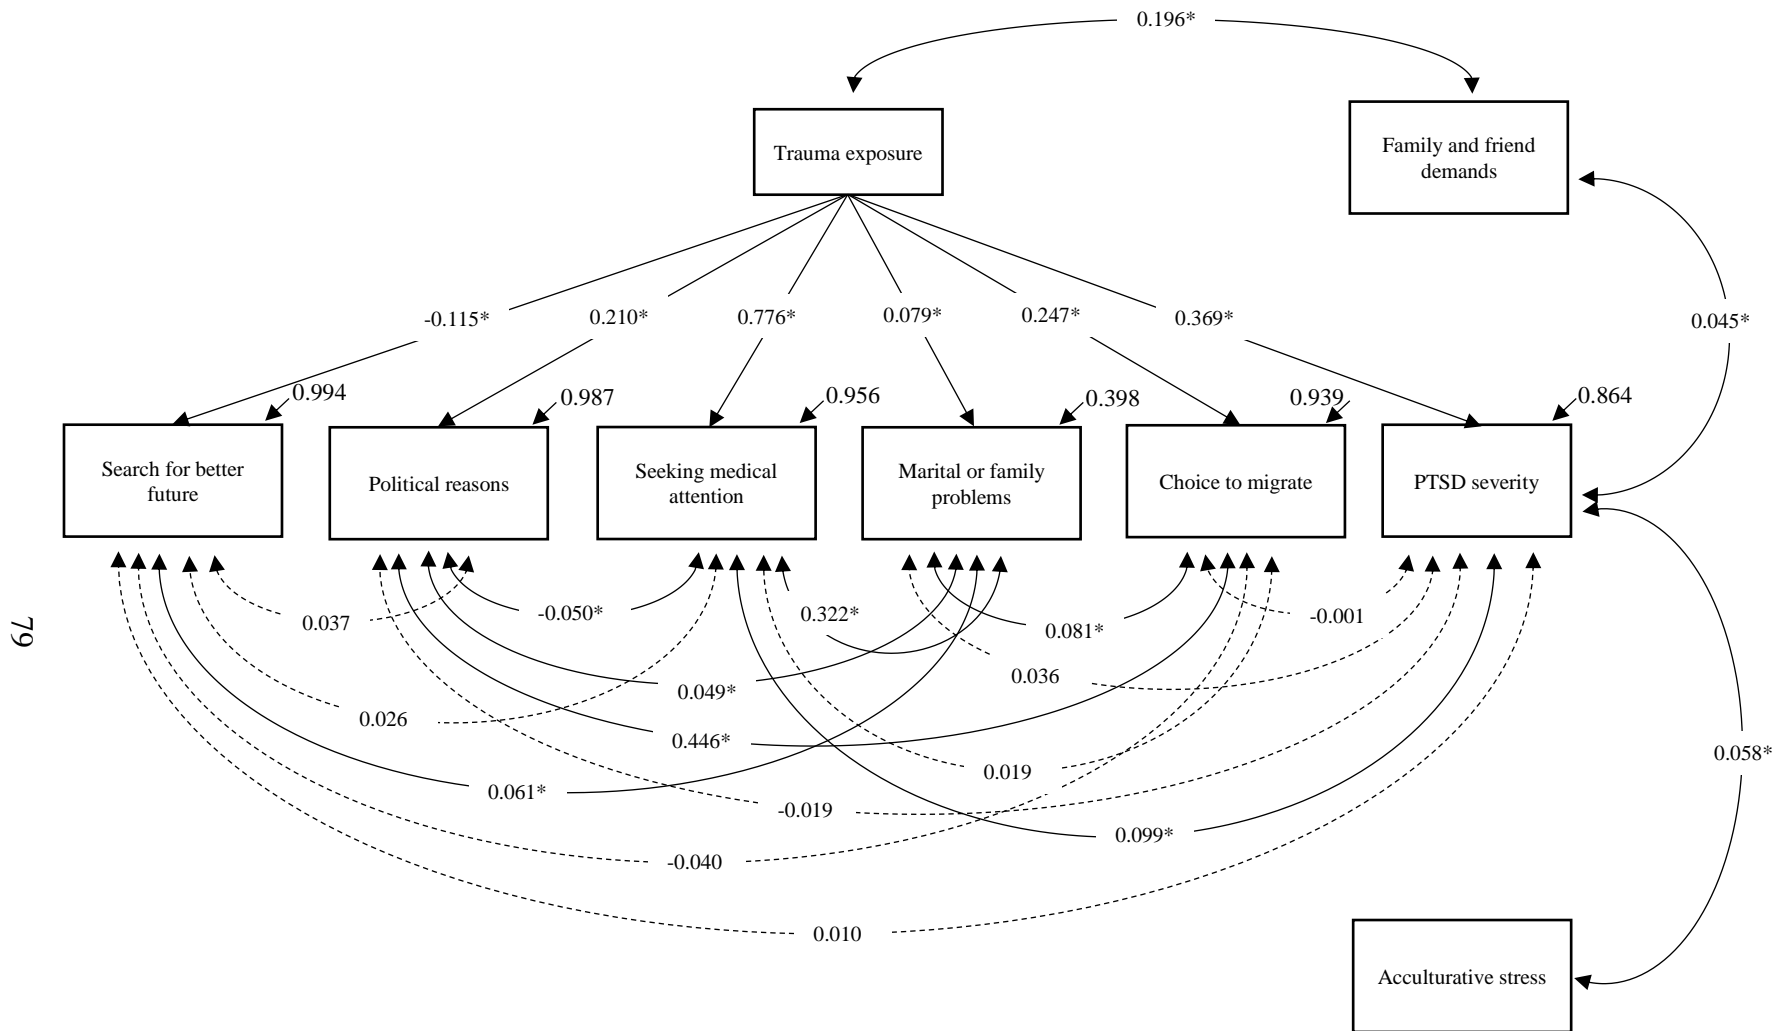 0.196*
Trauma exposure
Family and friend
demands
-0.115*
0.210*
0.776*
0.079*
0.247*
0.369*
0.045*
0.994
0.987
0.956
0.398
0.939
0.864
Search for better
future
Political reasons
Seeking medical
attention
Marital or family
problems
Choice to migrate
PTSD severity
0.037
-0.050*
0.322*
0.081*
-0.001
79
0.049*
0.036
0.026
0.446*
0.058*
0.061*
0.019
-0.019
0.099*
-0.040
0.010
Acculturative stress